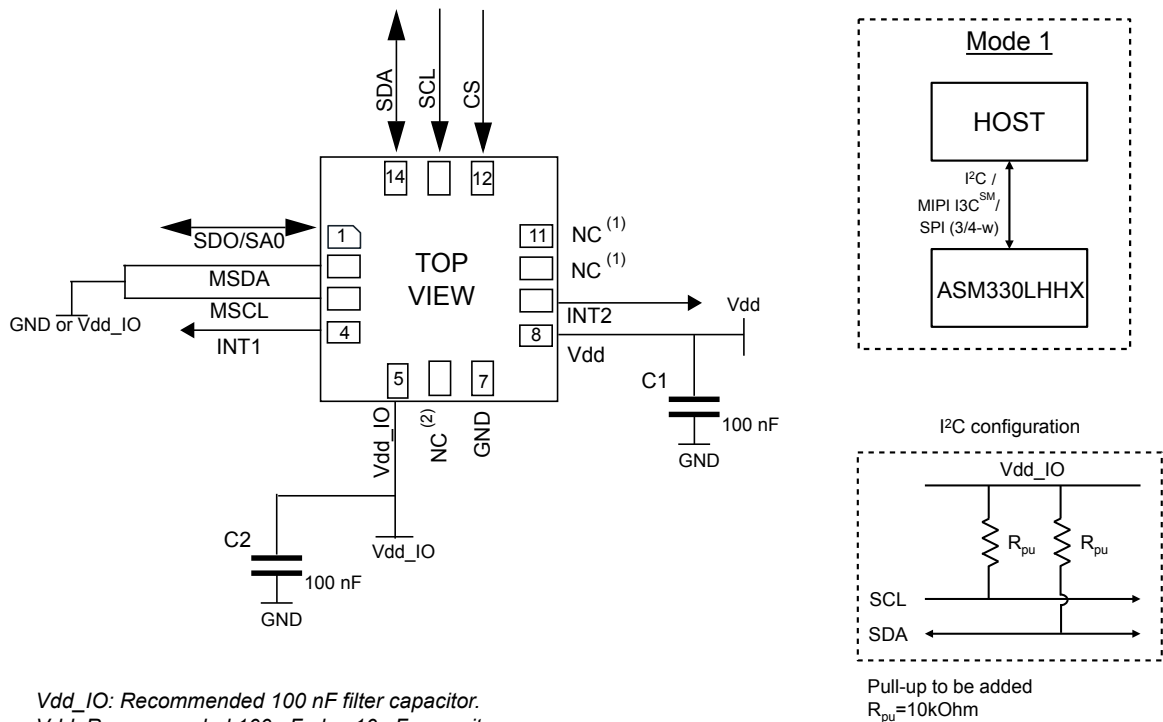 SDA
SCL
CS
14
12
SDO/SA0
1
11
NC (1)
TOP
VIEW
NC (1)
MSDA
MSCL
GND or Vdd_IO
INT1
4
INT2
Vdd
8
Vdd
5
7
Vdd_IO
NC (2)
GND
C1
100 nF
GND
C2
Vdd_IO
100 nF
GND
Vdd_IO: Recommended 100 nF filter capacitor.
Mode 1
HOST
I²C /
MIPI I3C^SM/
SPI (3/4-w)
ASM330LHHX
I²C configuration
Vdd_IO
Rpu
Rpu
SCL
SDA
Pull-up to be added
Rpu=10kOhm